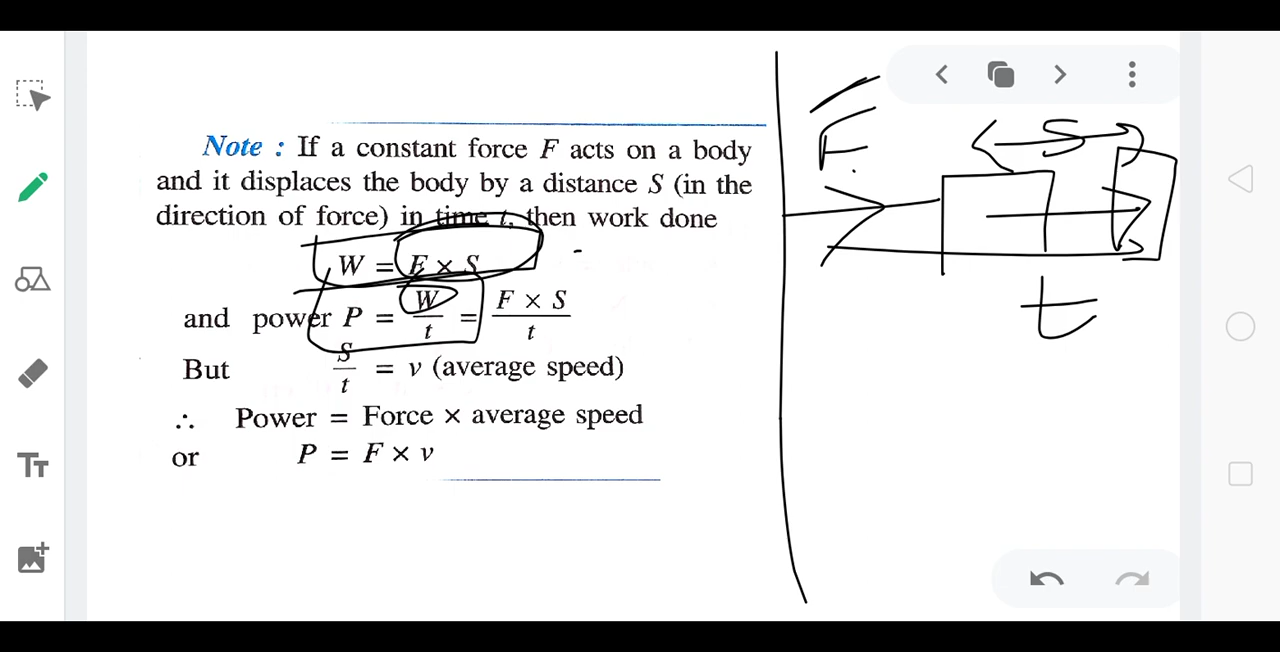 Note : If a constant force F acts on a body
and it displaces the body by a distance S (in the
direction of force) in time t, then work done
W = F × S
and power P = W/t = F × S/t
But S/t = v (average speed)
∴ Power = Force × average speed
or P = F × v
F
S
t
TT